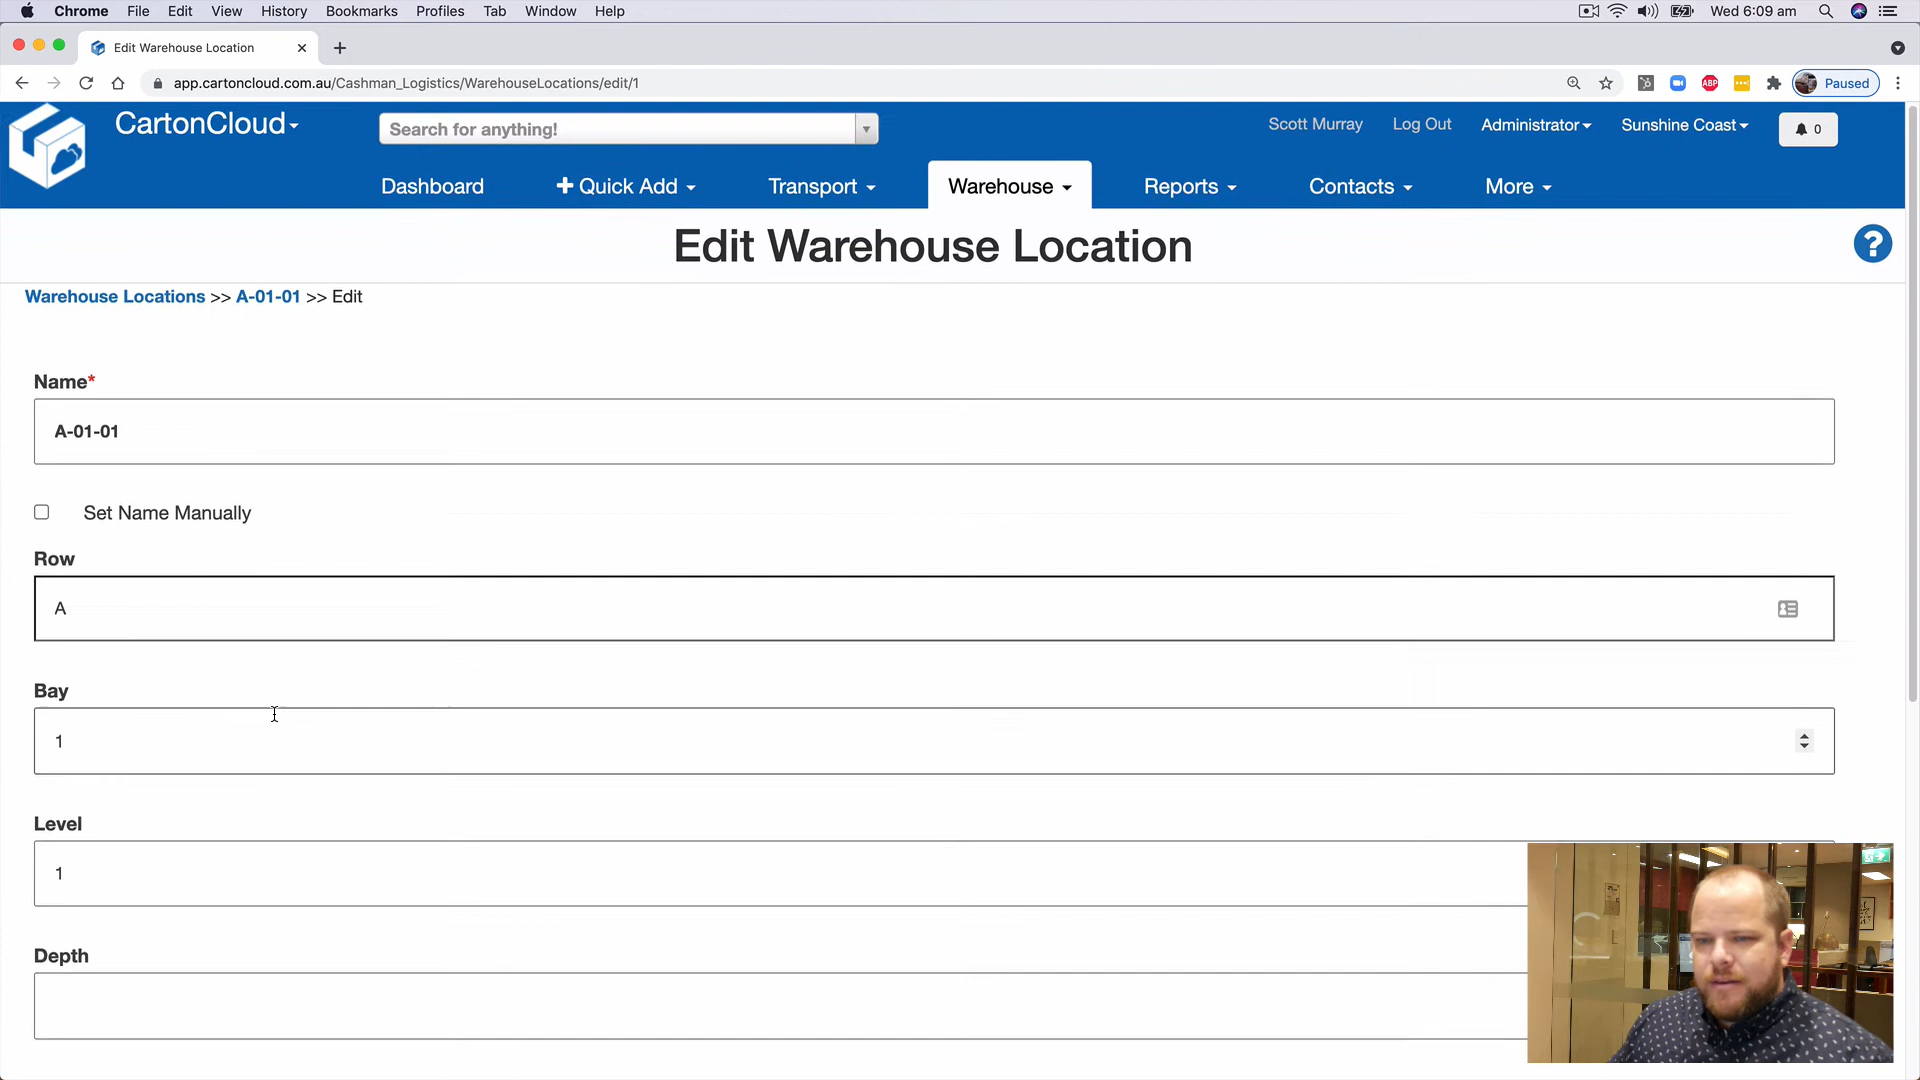 Chrome File Edit View History Bookmarks Profiles Tab Window Help Wed 6:09 am
Edit Warehouse Location
app.cartoncloud.com.au/Cashman_Logistics/WarehouseLocations/edit/1 ABP Paused
CartonCloud Search for anything! Scott Murray Log Out Administrator Sunshine Coast 0
Dashboard + Quick Add Transport Warehouse Reports Contacts More
Edit Warehouse Location ?
Warehouse Locations >> A-01-01 >> Edit
Name*
A-01-01
Set Name Manually
Row
A
Bay
1
Level
1
Depth